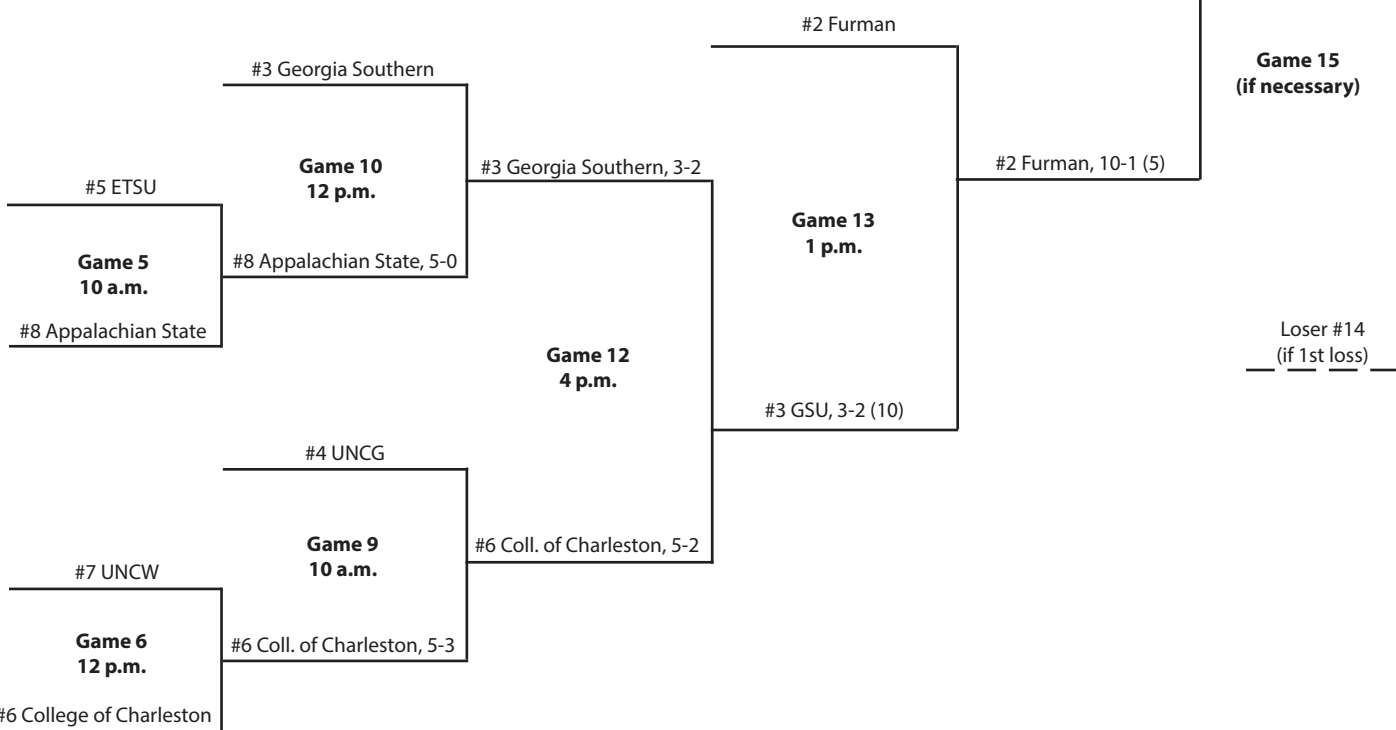 #2 Furman
Game 15
(if necessary)
#3 Georgia Southern
Game 10
12 p.m.
#3 Georgia Southern, 3-2
#2 Furman, 10-1 (5)
#5 ETSU
Game 13
1 p.m.
Game 5
10 a.m.
#8 Appalachian State, 5-0
#8 Appalachian State
Loser #14
(if 1st loss)
Game 12
4 p.m.
#3 GSU, 3-2 (10)
#4 UNCG
Game 9
10 a.m.
#6 Coll. of Charleston, 5-2
#7 UNCW
Game 6
12 p.m.
#6 Coll. of Charleston, 5-3
#6 College of Charleston